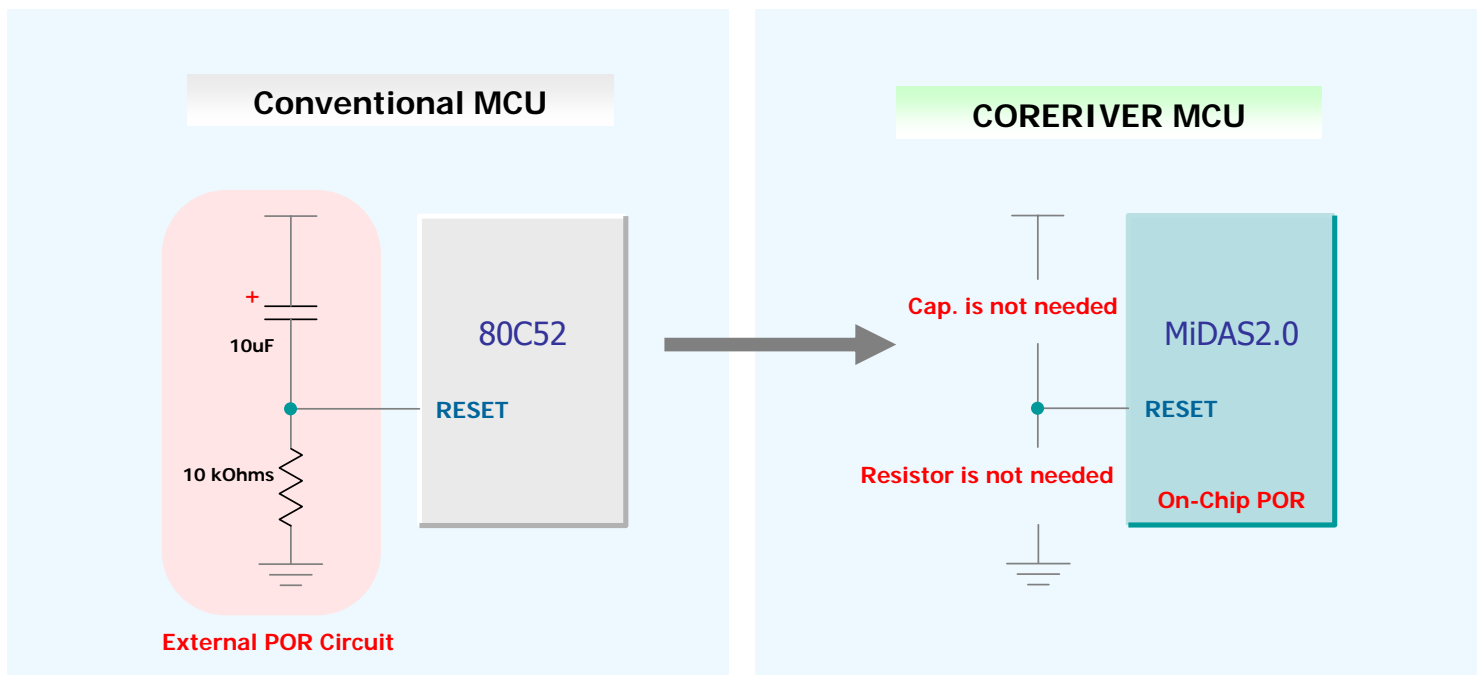 Conventional MCU
+
10uF
80C52
RESET
10 kOhms
External POR Circuit
CORERIVER MCU
Cap. is not needed
MiDAS2.0
RESET
Resistor is not needed
On-Chip POR